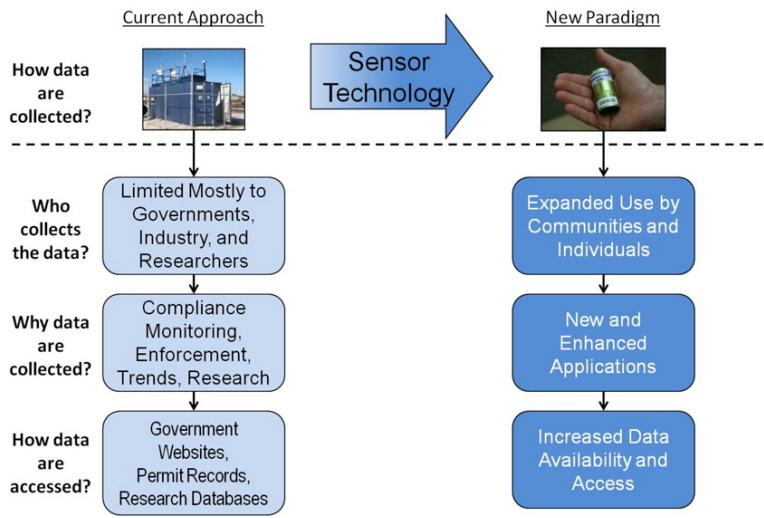 Current Approach
New Paradigm
How data
are
collected?
Sensor
Technology
Who
collects
the data?
Limited Mostly to
Governments,
Industry, and
Researchers
Expanded Use by
Communities and
Individuals
Why data
are
collected?
Compliance
Monitoring,
Enforcement,
Trends, Research
New and
Enhanced
Applications
How data
are
accessed?
Government
Websites,
Permit Records,
Research Databases
Increased Data
Availability and
Access